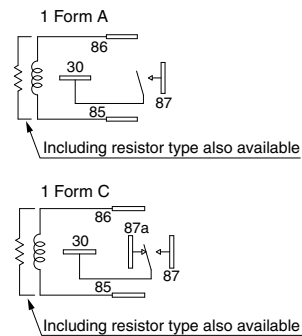 1 Form A
86
30
85
87
Including resistor type also available
1 Form C
86
87a
30
85
87
Including resistor type also available